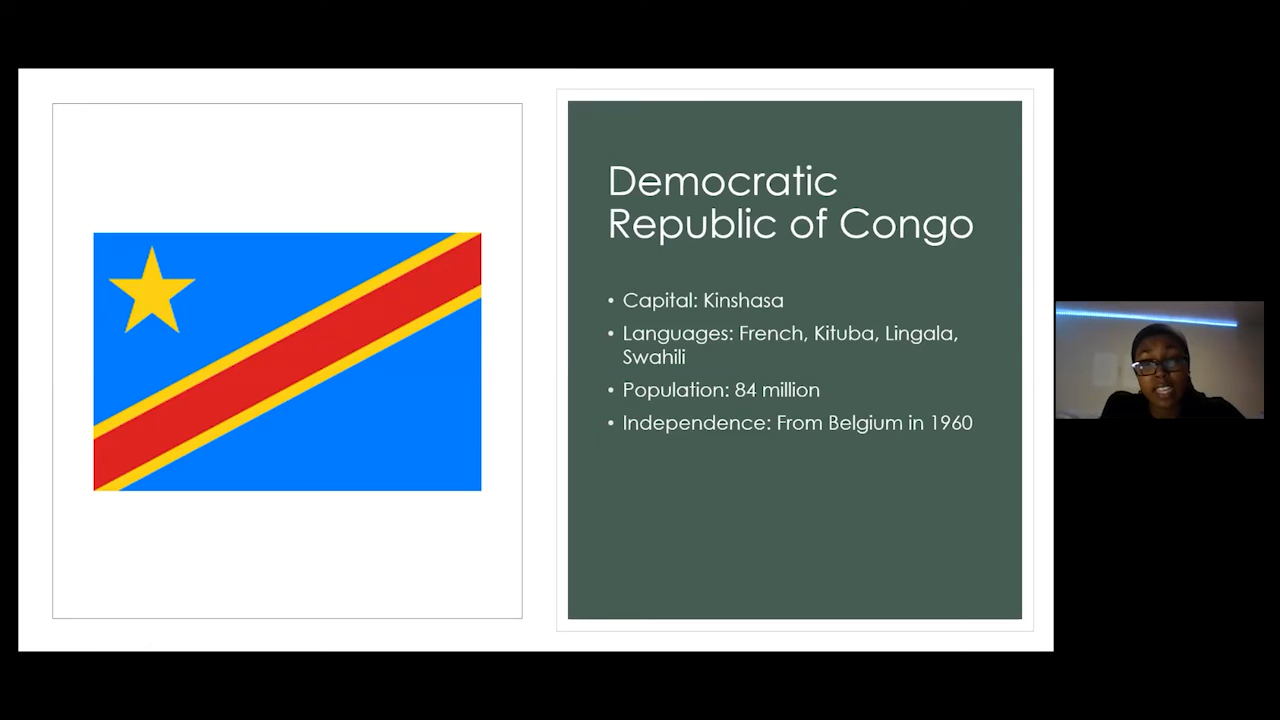 Democratic
Republic of Congo
• Capital: Kinshasa
• Languages: French, Kituba, Lingala,
Swahili
• Population: 84 million
• Independence: From Belgium in 1960